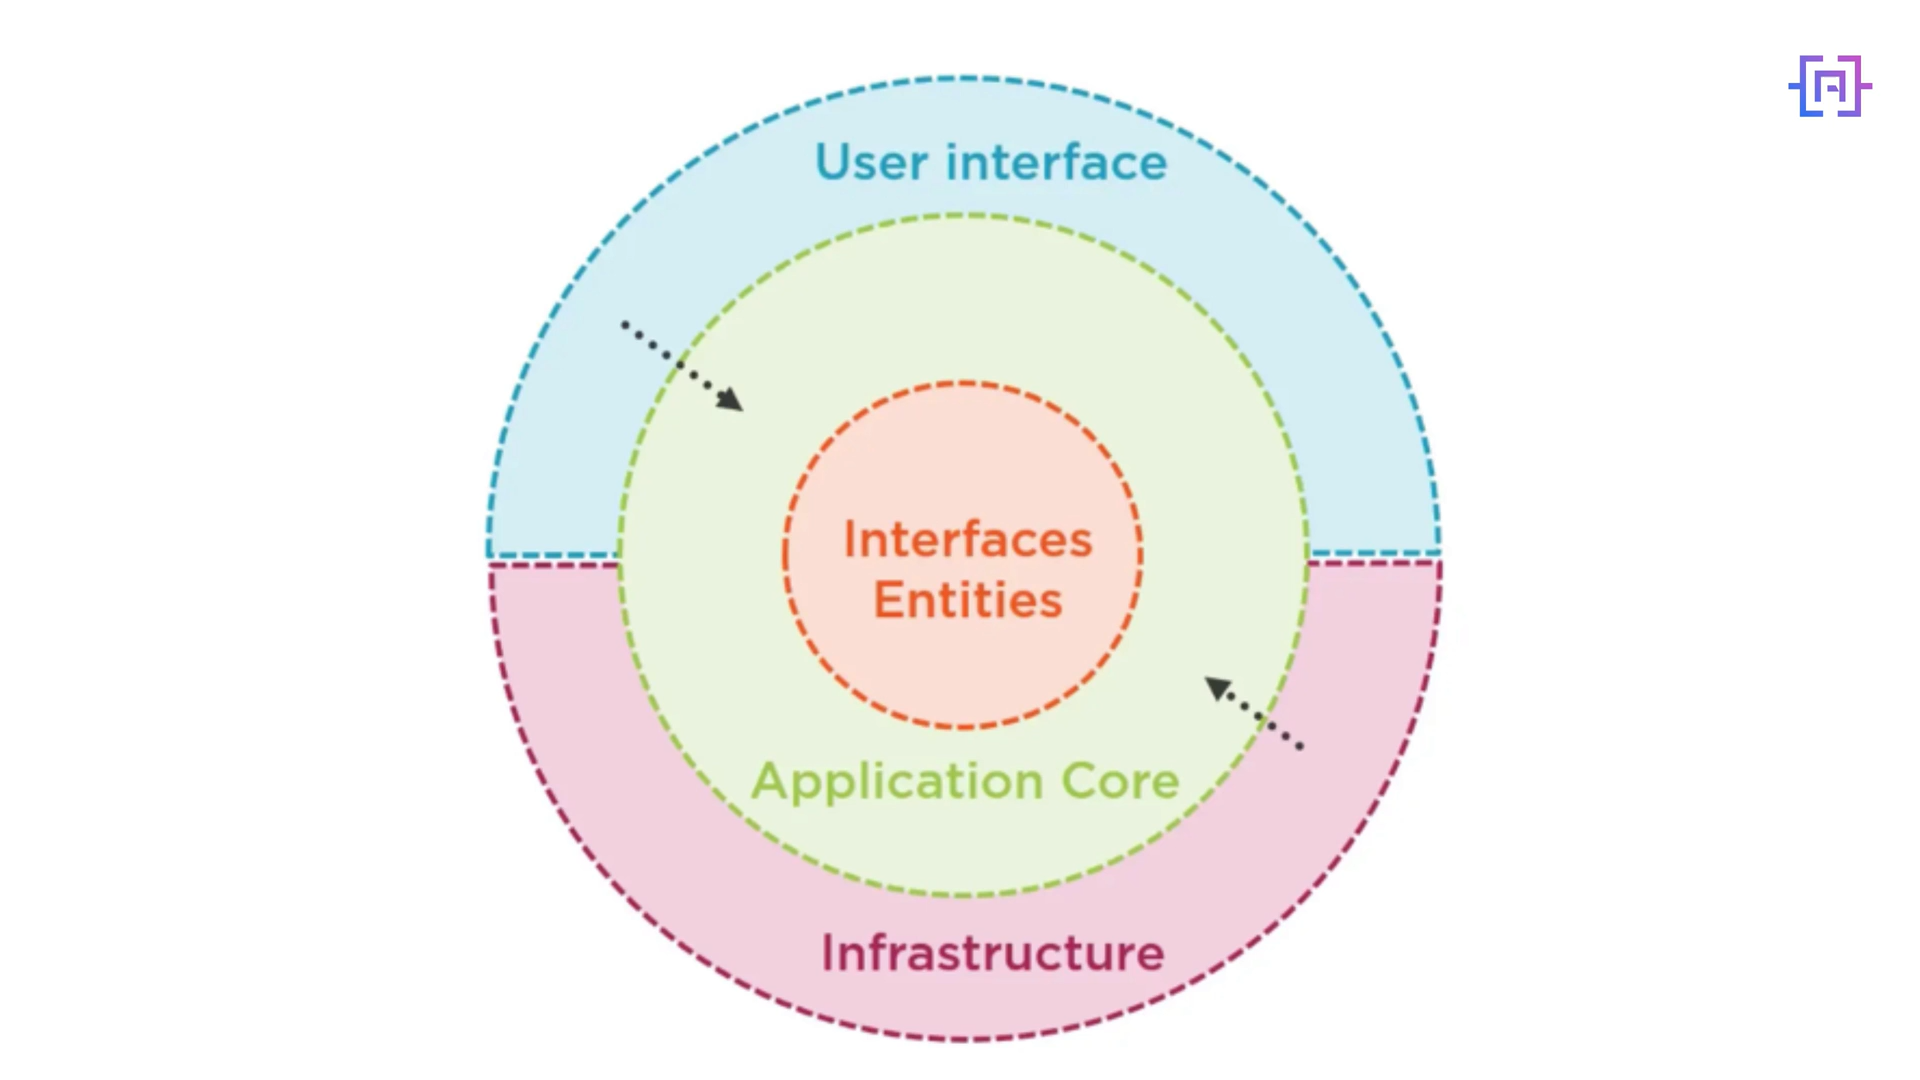 User interface
Interfaces
Entities
Application Core
Infrastructure